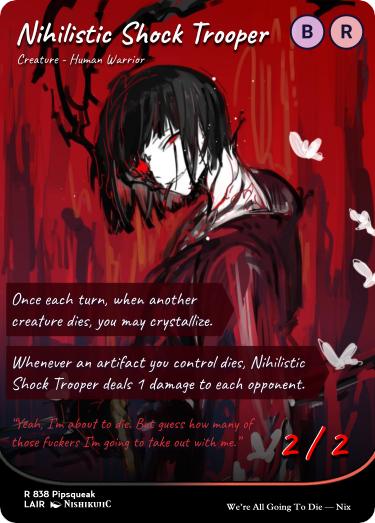 Nihilistic Shock Trooper B R
Creature - Human Warrior
Once each turn, when another
creature dies, you may crystallize.
Whenever an artifact you control dies, Nihilistic
Shock Trooper deals 1 damage to each opponent.
"Yeah, I'm about to die. But guess how many of
those fuckers I'm going to take out with me."
2/2
R 838 Pipsqueak
LAIR NISHIKUJIC
We're All Going To Die — Nix